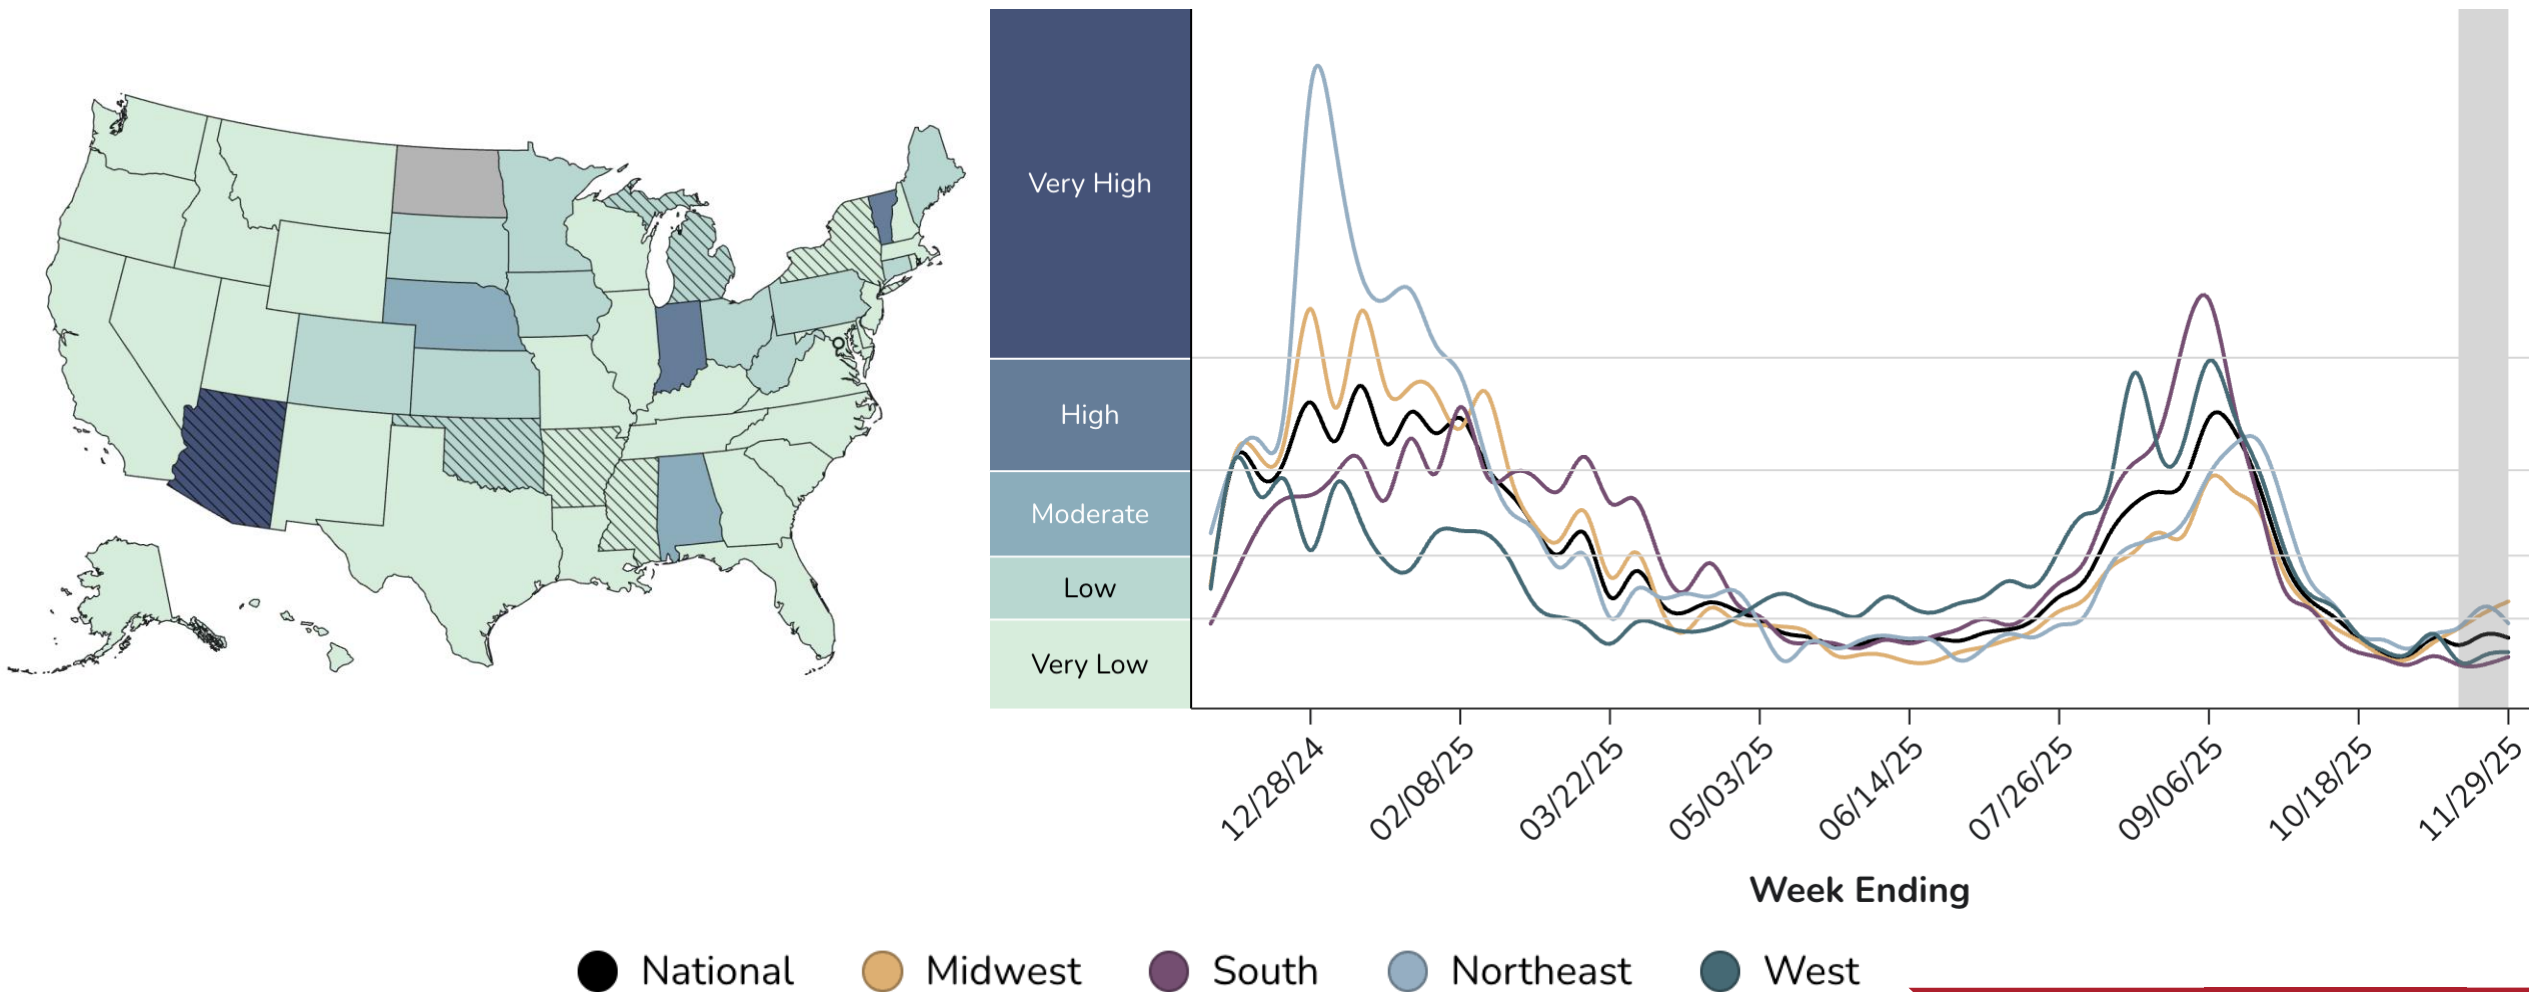 Very High
High
Moderate
Low
Very Low
12/28/24
02/08/25
03/22/25
05/03/25
06/14/25
07/26/25
09/06/25
10/18/25
11/29/25
Week Ending
National
Midwest
South
Northeast
West